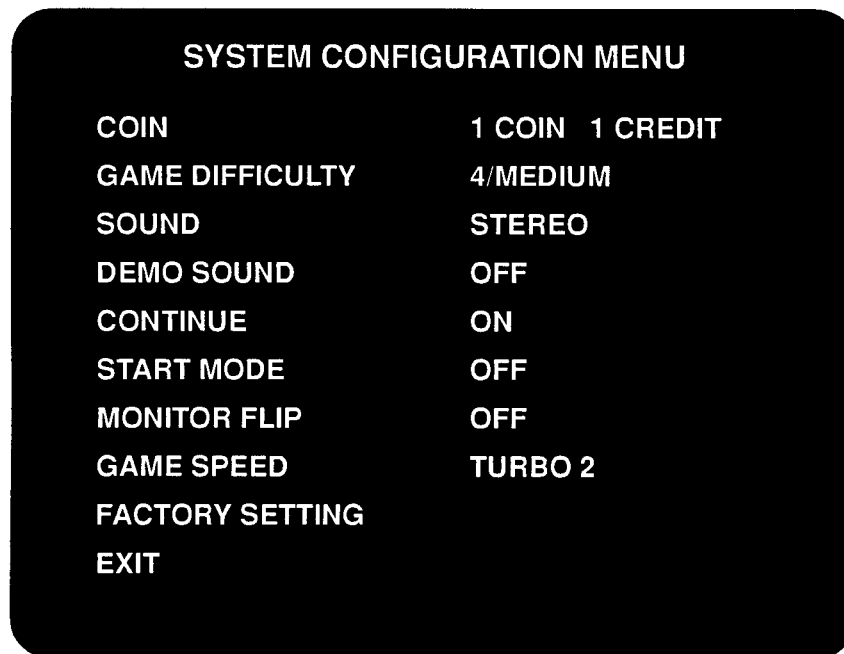 SYSTEM CONFIGURATION MENU
COIN 1 COIN 1 CREDIT
GAME DIFFICULTY 4/MEDIUM
SOUND STEREO
DEMO SOUND OFF
CONTINUE ON
START MODE OFF
MONITOR FLIP OFF
GAME SPEED TURBO 2
FACTORY SETTING
EXIT